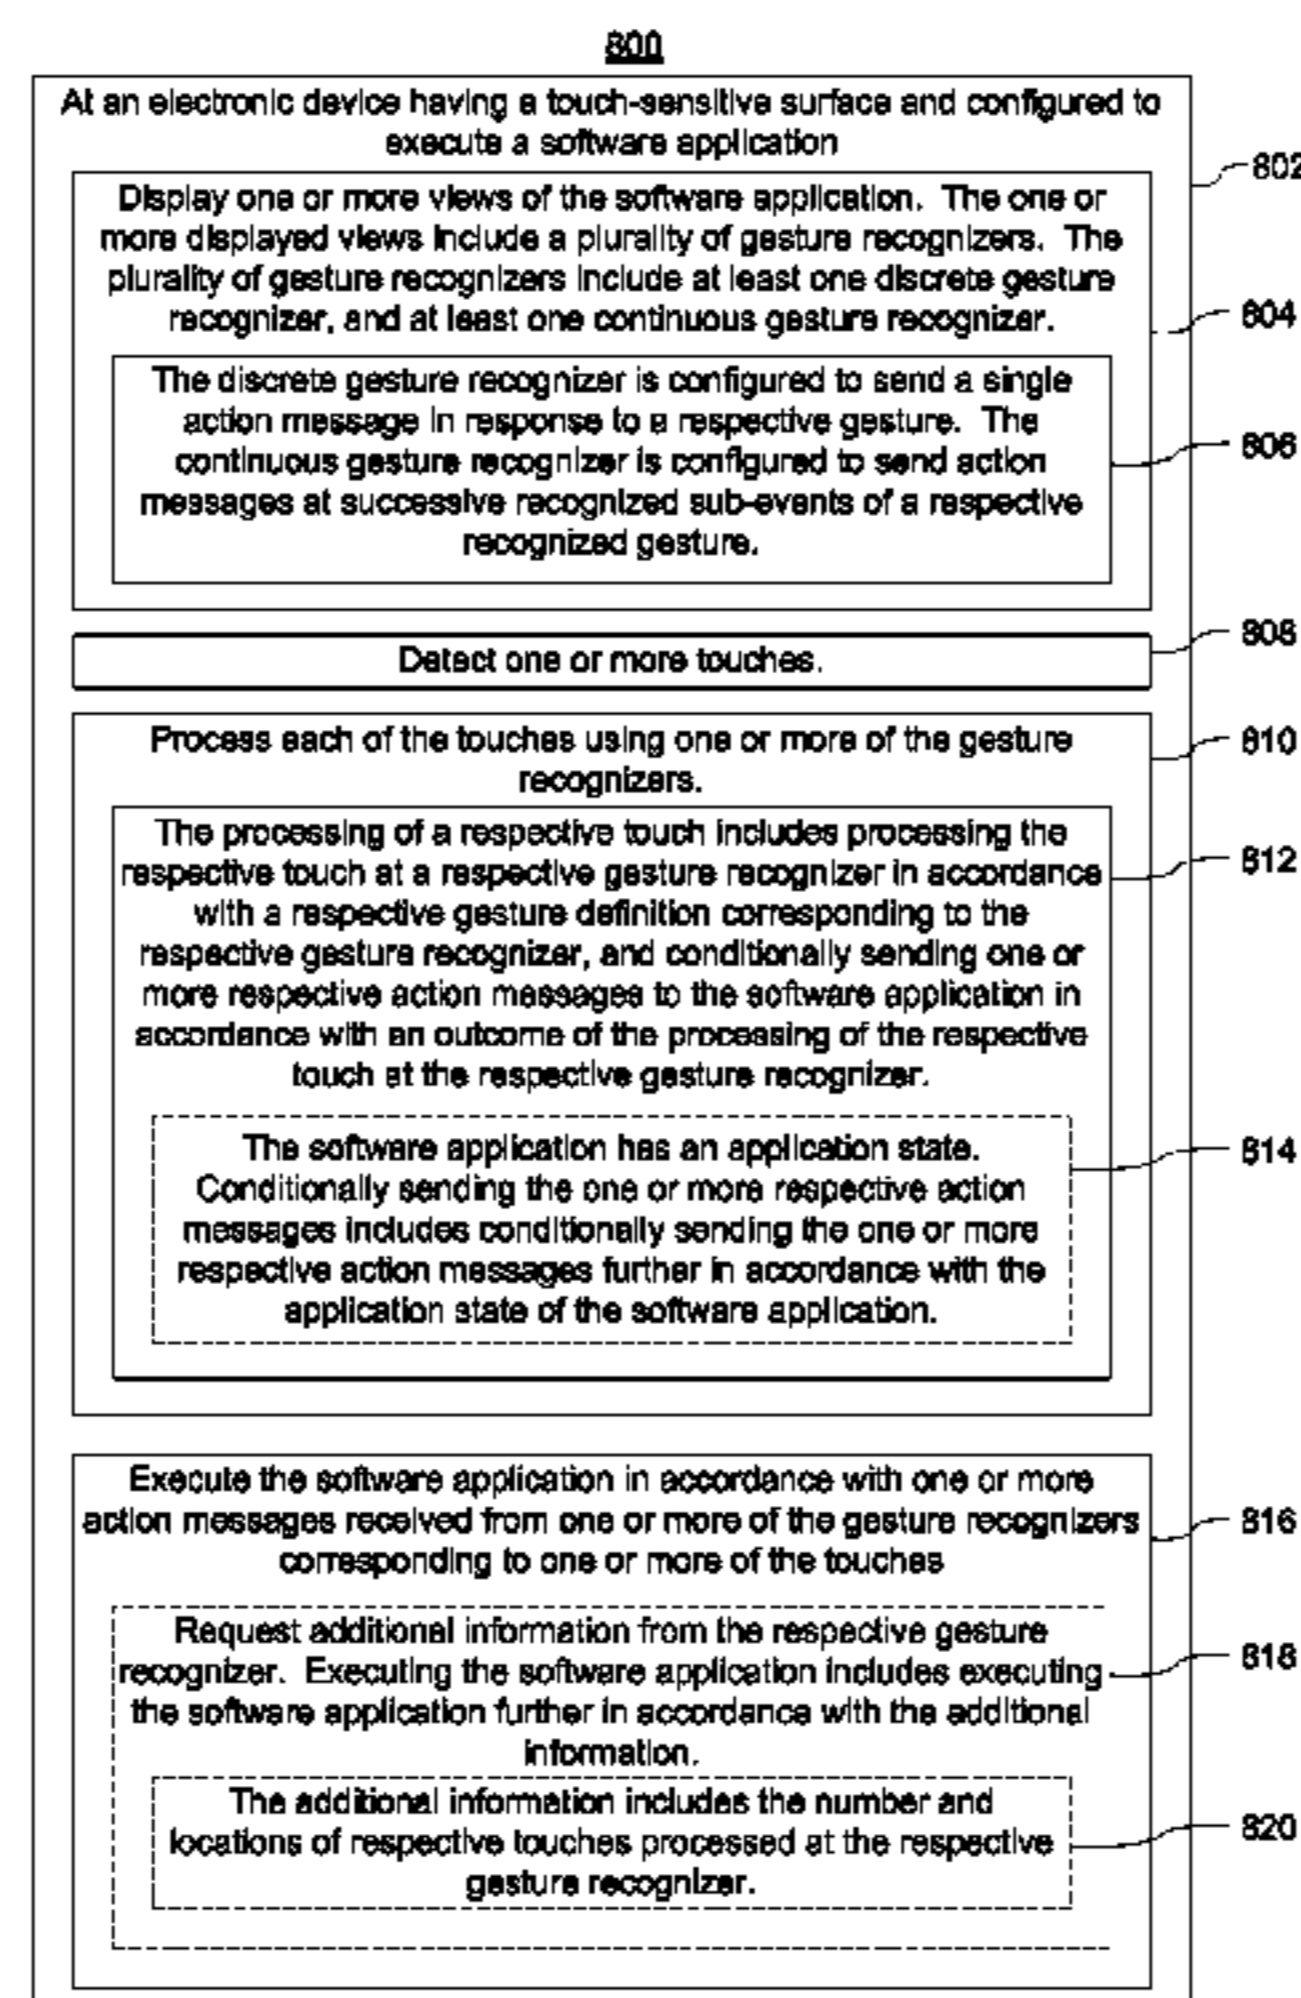 800
At an electronic device having a touch-sensitive surface and configured to
execute a software application
802
Display one or more views of the software application. The one or
more displayed views include a plurality of gesture recognizers. The
plurality of gesture recognizers include at least one discrete gesture
recognizer, and at least one continuous gesture recognizer.
804
The discrete gesture recognizer is configured to send a single
action message in response to a respective gesture. The
continuous gesture recognizer is configured to send action
messages at successive recognized sub-events of a respective
recognized gesture.
806
Detect one or more touches.
808
Process each of the touches using one or more of the gesture
recognizers.
810
The processing of a respective touch includes processing the
respective touch at a respective gesture recognizer in accordance
with a respective gesture definition corresponding to the
respective gesture recognizer, and conditionally sending one or
more respective action messages to the software application in
accordance with an outcome of the processing of the respective
touch at the respective gesture recognizer.
812
The software application has an application state.
Conditionally sending the one or more respective action
messages includes conditionally sending the one or more
respective action messages further in accordance with the
application state of the software application.
814
Execute the software application in accordance with one or more
action messages received from one or more of the gesture recognizers
corresponding to one or more of the touches
816
Request additional information from the respective gesture
recognizer. Executing the software application includes executing
the software application further in accordance with the additional
information.
818
The additional information includes the number and
locations of respective touches processed at the respective
gesture recognizer.
820